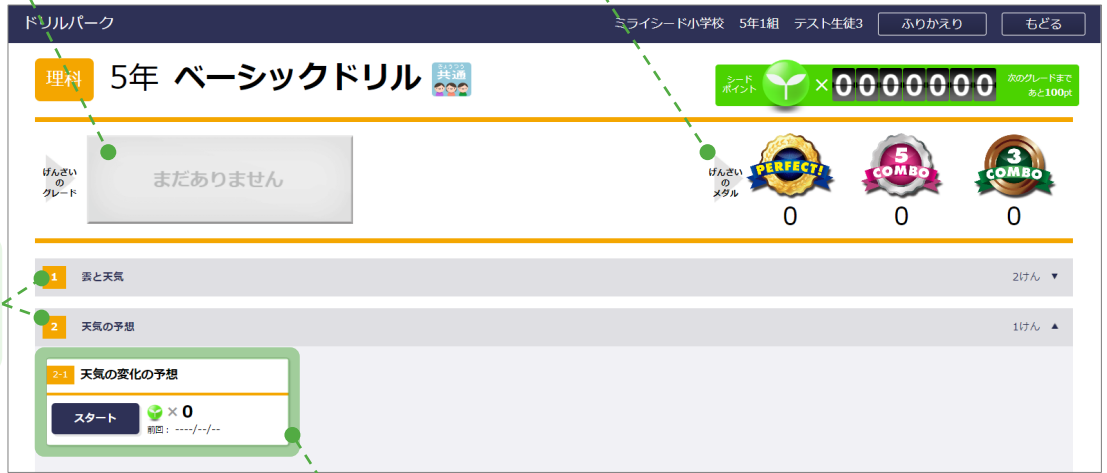 ドリルパーク
ミライシード小学校 5年1組 テスト生徒3 ふりかえり もどる
理科 5年 ベーシックドリル きょうつう 共通
シードポイント × 0000000 次のグレードまで あと100pt
げんざい
の
グレード
まだありません
げんざい
の
メダル
PERFECT! 5 COMBO 3 COMBO
0 0 0
1 雲と天気 2けん ▼
2 天気の予想 1けん ▲
2-1 天気の変化の予想
スタート × 0
前回： ----/--/--